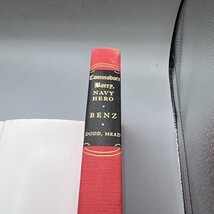 Commodore
Barry,
NAVY
HERO
BENZ
DODD, MEAD